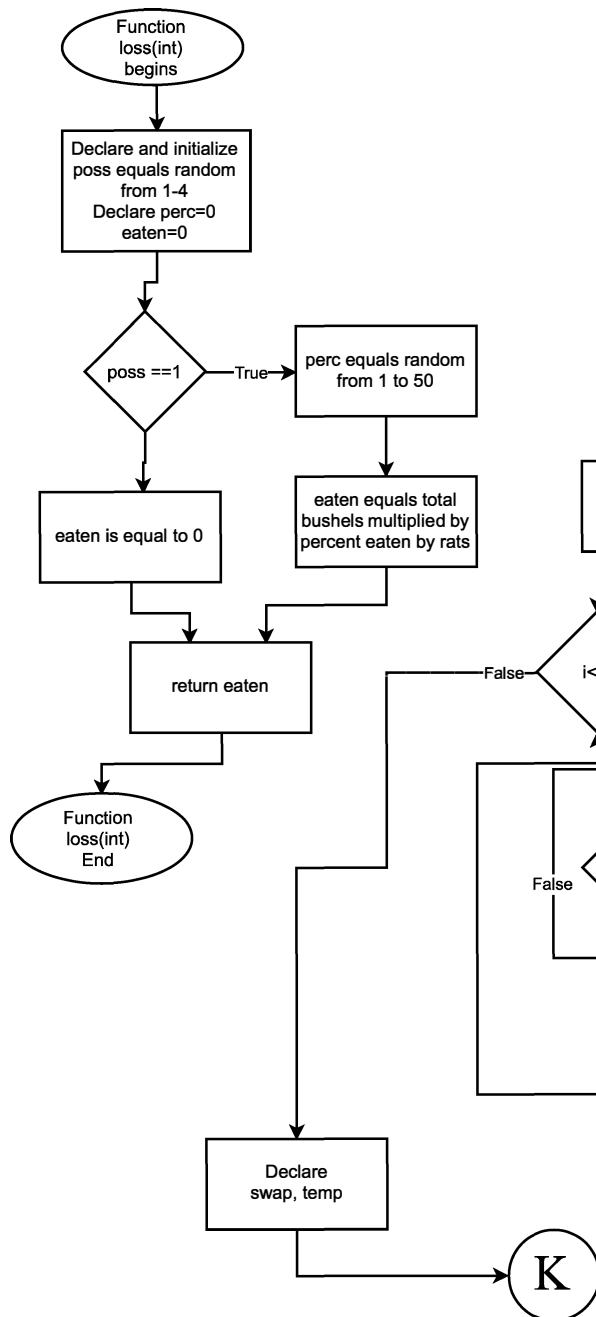 Function
loss(int)
begins
Declare and initialize
poss equals random
from 1-4
Declare perc=0
eaten=0
poss ==1
True
perc equals random
from 1 to 50
eaten is equal to 0
eaten equals total
bushels multiplied by
percent eaten by rats
return eaten
Function
loss(int)
End
False
i<
False
Declare
swap, temp
K